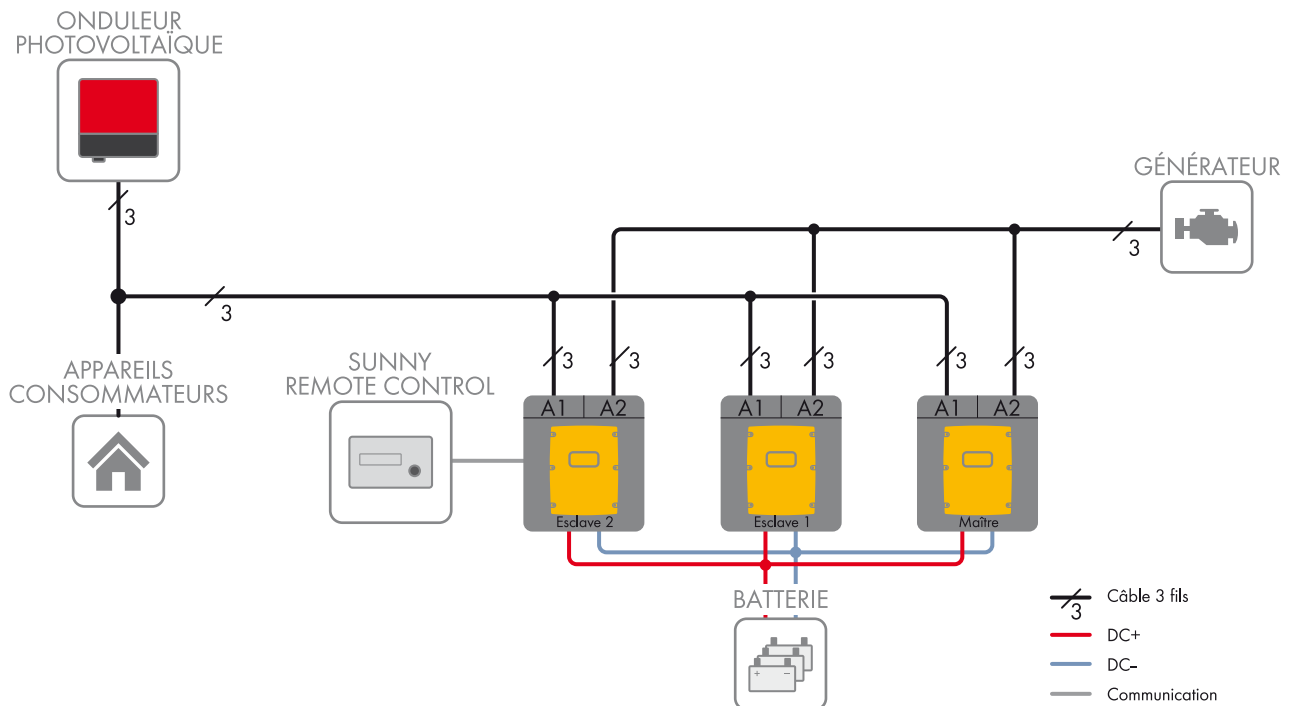 ONDULEUR
PHOTOVOLTAÏQUE
GÉNÉRATEUR
3
3
3
APPAREILS
CONSOMMATEURS
SUNNY
REMOTE CONTROL
3
3
3
3
3
3
A1 A2
A1 A2
A1 A2
Esclave 2
Esclave 1
Maître
BATTERIE
+ –
3 Câble 3 fils
DC+
DC–
Communication